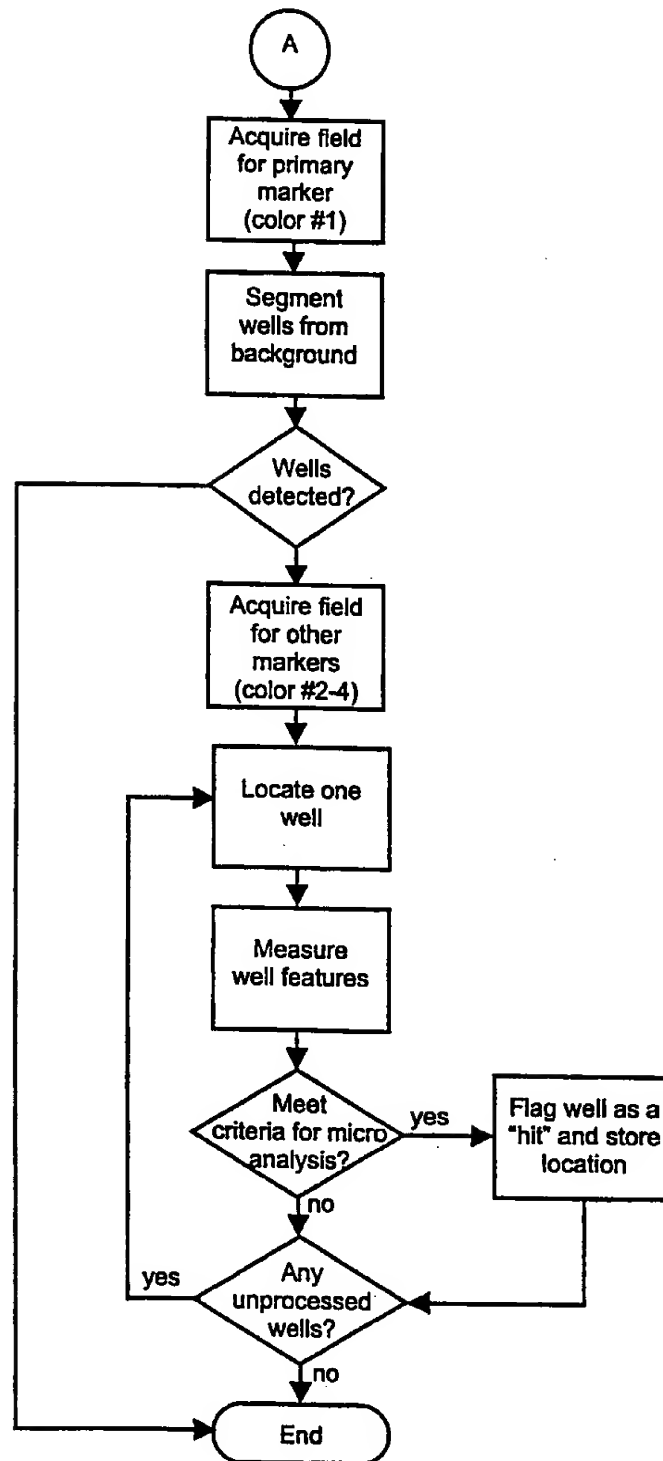 A
Acquire field
for primary
marker
(color #1)
Segment
wells from
background
Wells
detected?
Acquire field
for other
markers
(color #2-4)
Locate one
well
Measure
well features
Meet
criteria for micro
analysis?
yes
Flag well as a
"hit" and store
location
no
yes
Any
unprocessed
wells?
no
End